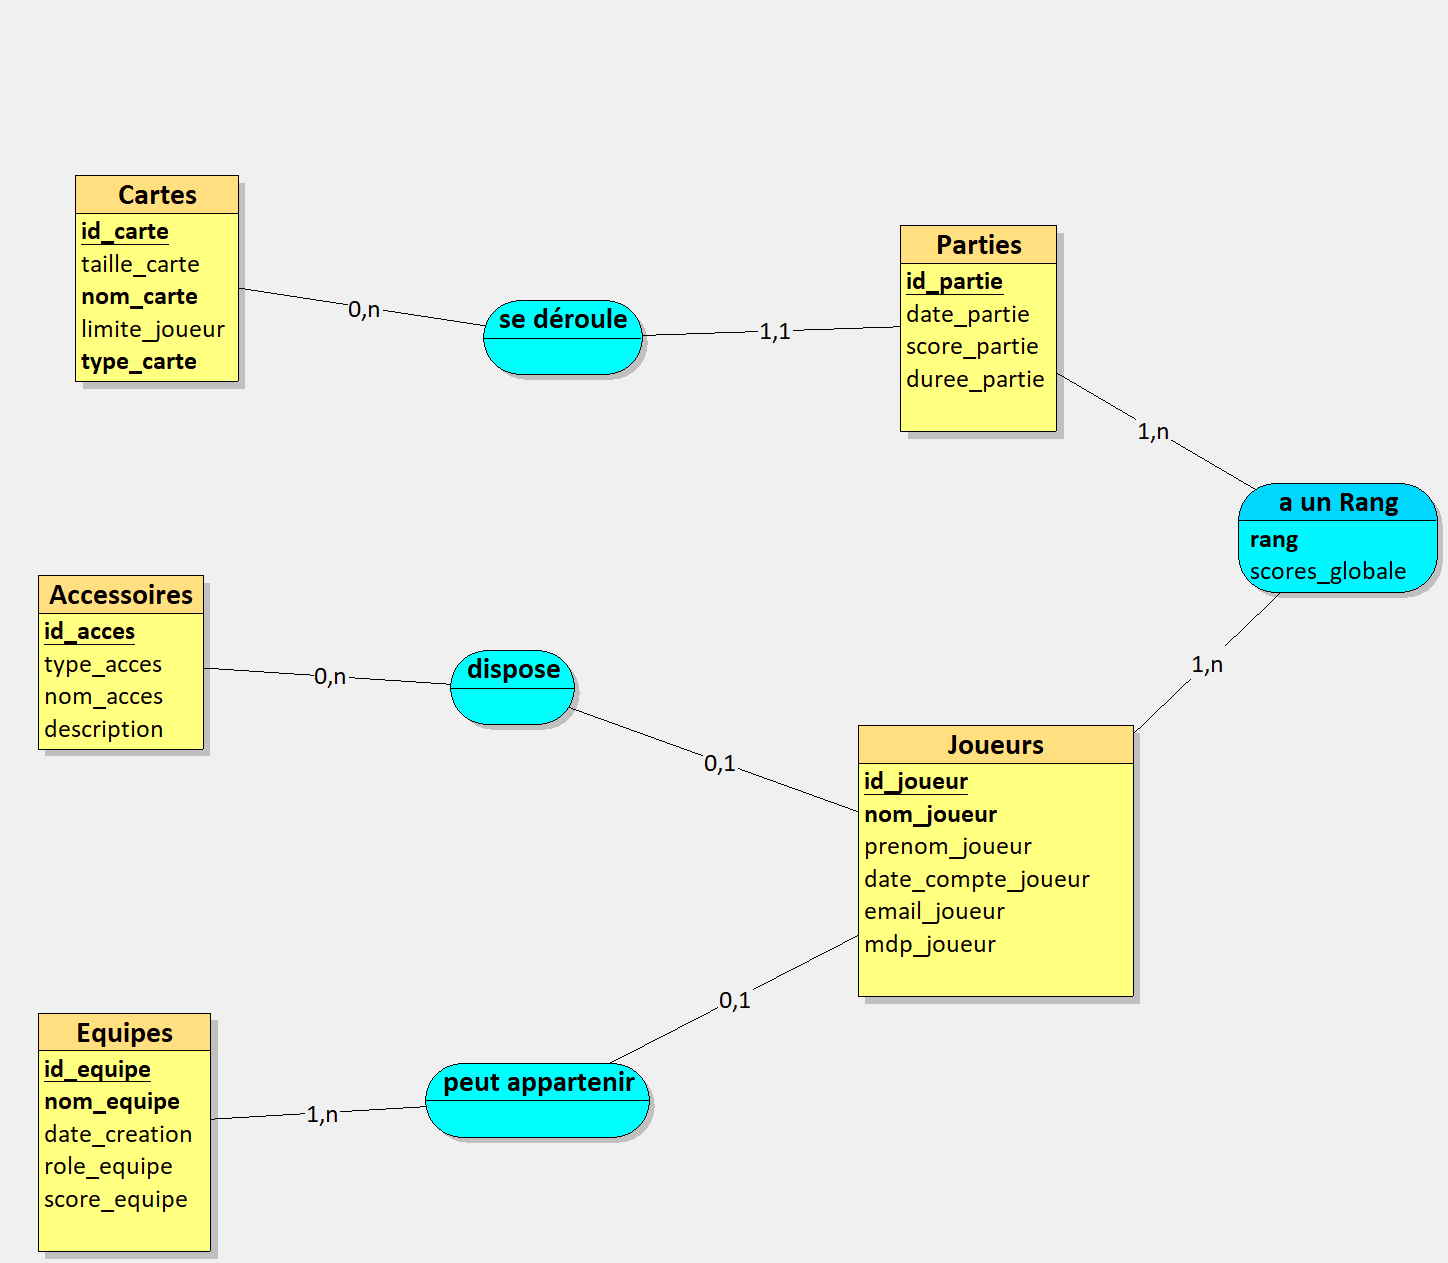 Cartes
id_carte
taille_carte
nom_carte
limite_joueur
type_carte
0,n
se déroule
1,1
Parties
id_partie
date_partie
score_partie
duree_partie
1,n
a un Rang
rang
scores_globale
1,n
Accessoires
id_acces
type_acces
nom_acces
description
0,n
dispose
0,1
Joueurs
id_joueur
nom_joueur
prenom_joueur
date_compte_joueur
email_joueur
mdp_joueur
0,1
Equipes
id_equipe
nom_equipe
date_creation
role_equipe
score_equipe
1,n
peut appartenir